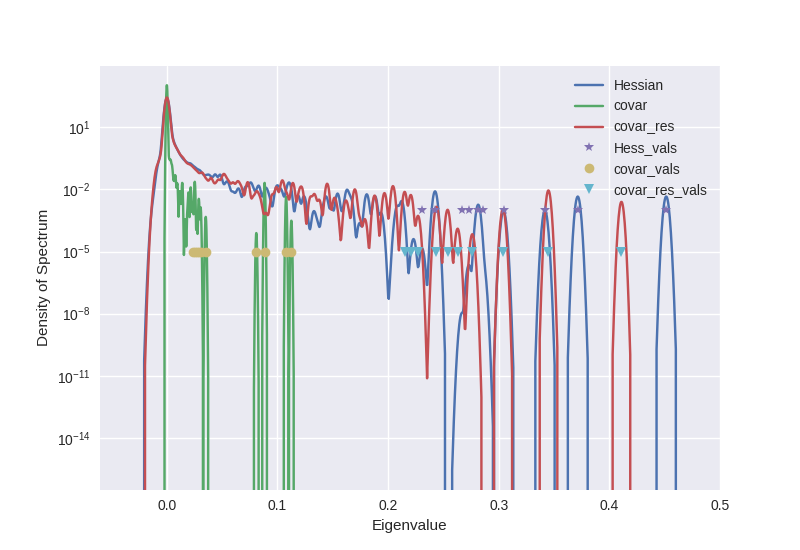 Hessian
covar
covar_res
Hess_vals
covar_vals
covar_res_vals
10^1
10^-2
10^-5
10^-8
10^-11
10^-14
Density of Spectrum
0.0 0.1 0.2 0.3 0.4 0.5
Eigenvalue